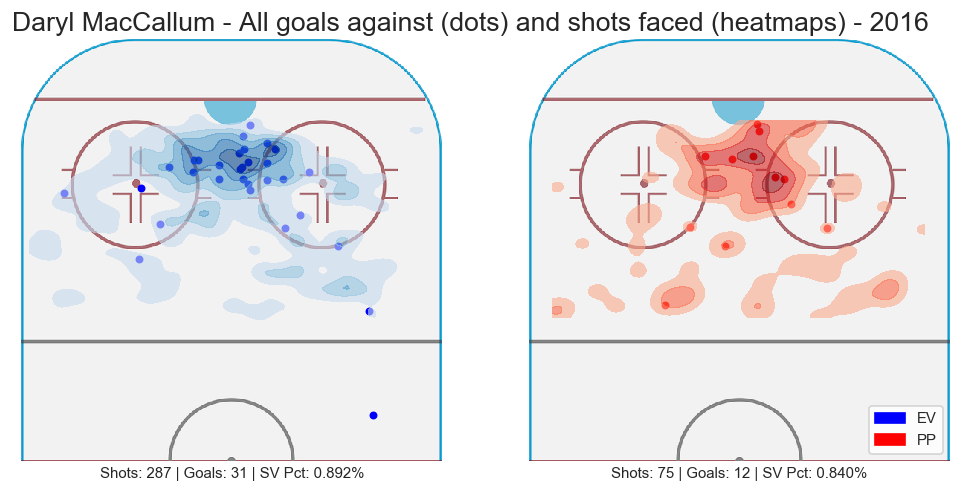 Daryl MacCallum - All goals against (dots) and shots faced (heatmaps) - 2016
EV
PP
Shots: 287 | Goals: 31 | SV Pct: 0.892%
Shots: 75 | Goals: 12 | SV Pct: 0.840%